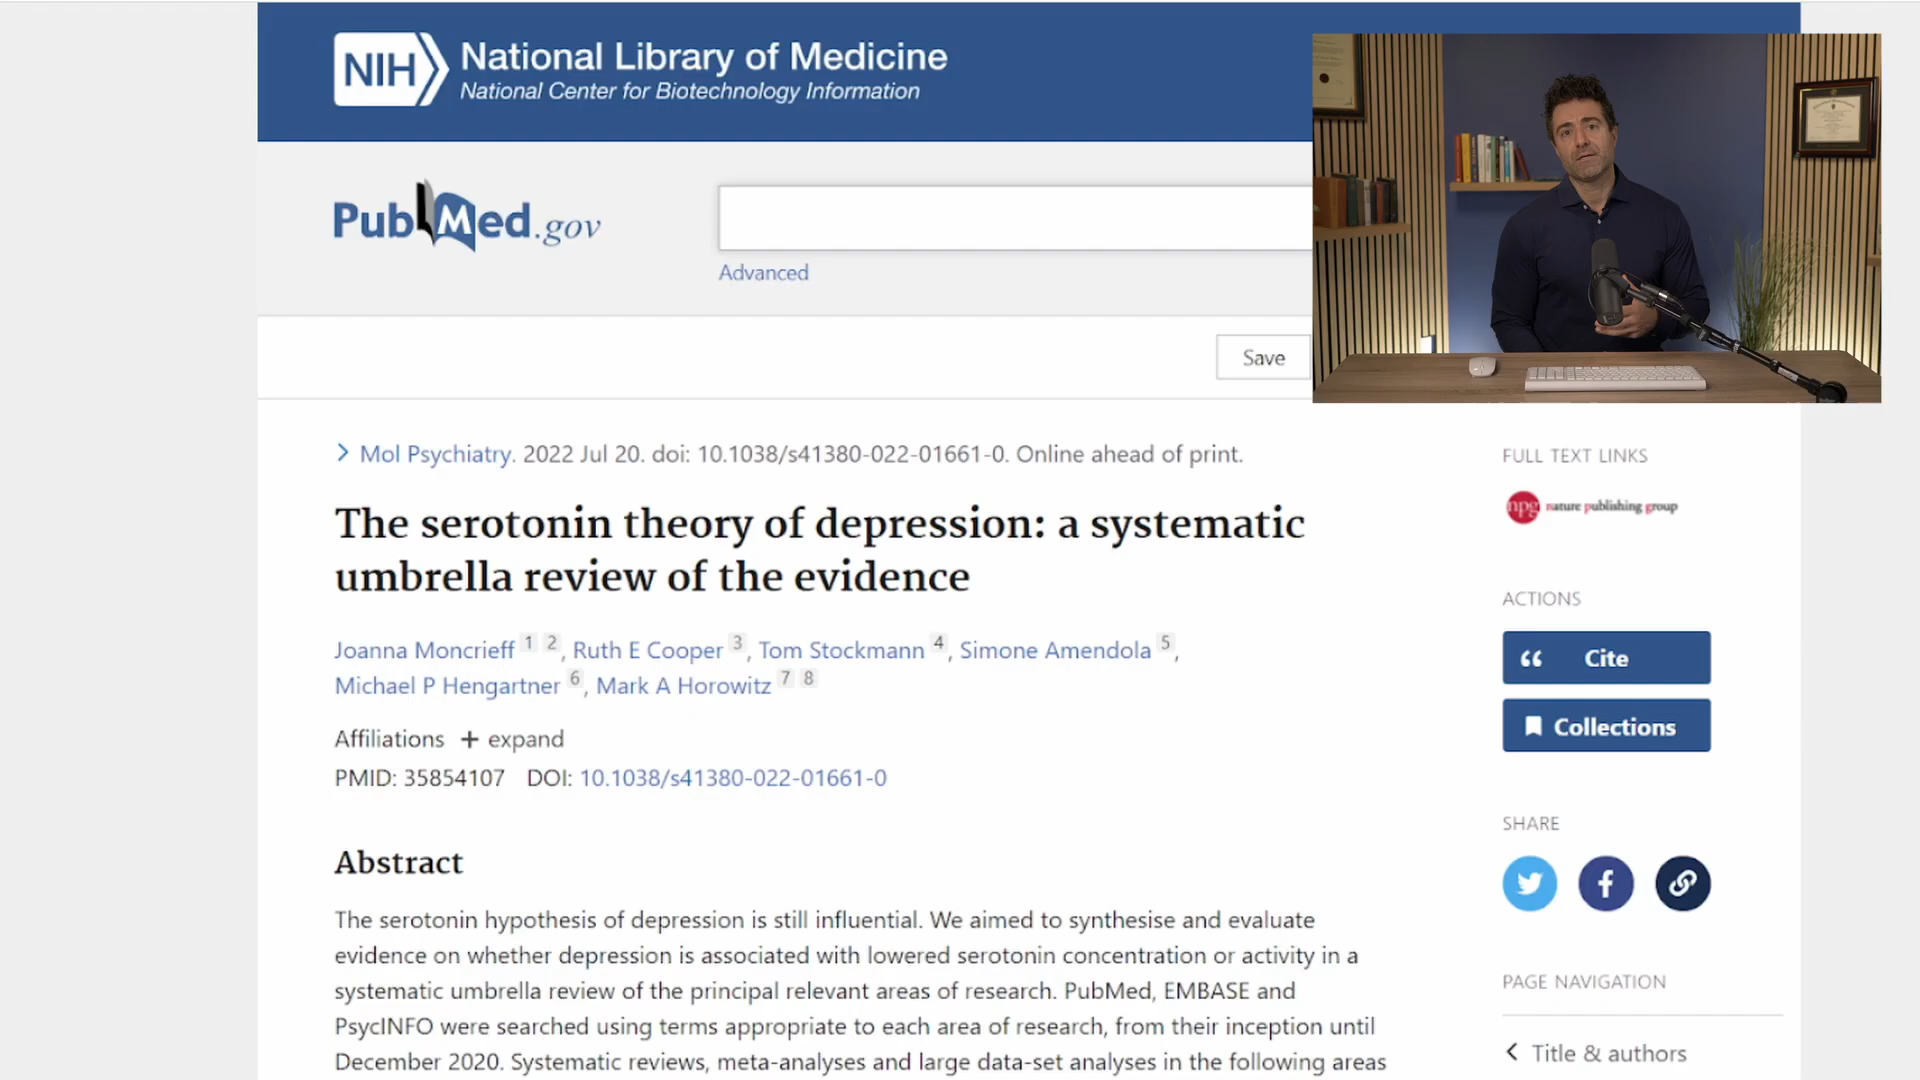 NIH National Library of Medicine
National Center for Biotechnology Information
PubMed.gov
Advanced
Save
Mol Psychiatry. 2022 Jul 20. doi: 10.1038/s41380-022-01661-0. Online ahead of print.
The serotonin theory of depression: a systematic
umbrella review of the evidence
Joanna Moncrieff 1 2, Ruth E Cooper 3, Tom Stockmann 4, Simone Amendola 5,
Michael P Hengartner 6, Mark A Horowitz 7 8
Affiliations + expand
PMID: 35854107 DOI: 10.1038/s41380-022-01661-0
Abstract
The serotonin hypothesis of depression is still influential. We aimed to synthesise and evaluate
evidence on whether depression is associated with lowered serotonin concentration or activity in a
systematic umbrella review of the principal relevant areas of research. PubMed, EMBASE and
PsycINFO were searched using terms appropriate to each area of research, from their inception until
December 2020. Systematic reviews, meta-analyses and large data-set analyses in the following areas
FULL TEXT LINKS
npg nature publishing group
ACTIONS
Cite
Collections
SHARE
PAGE NAVIGATION
Title & authors